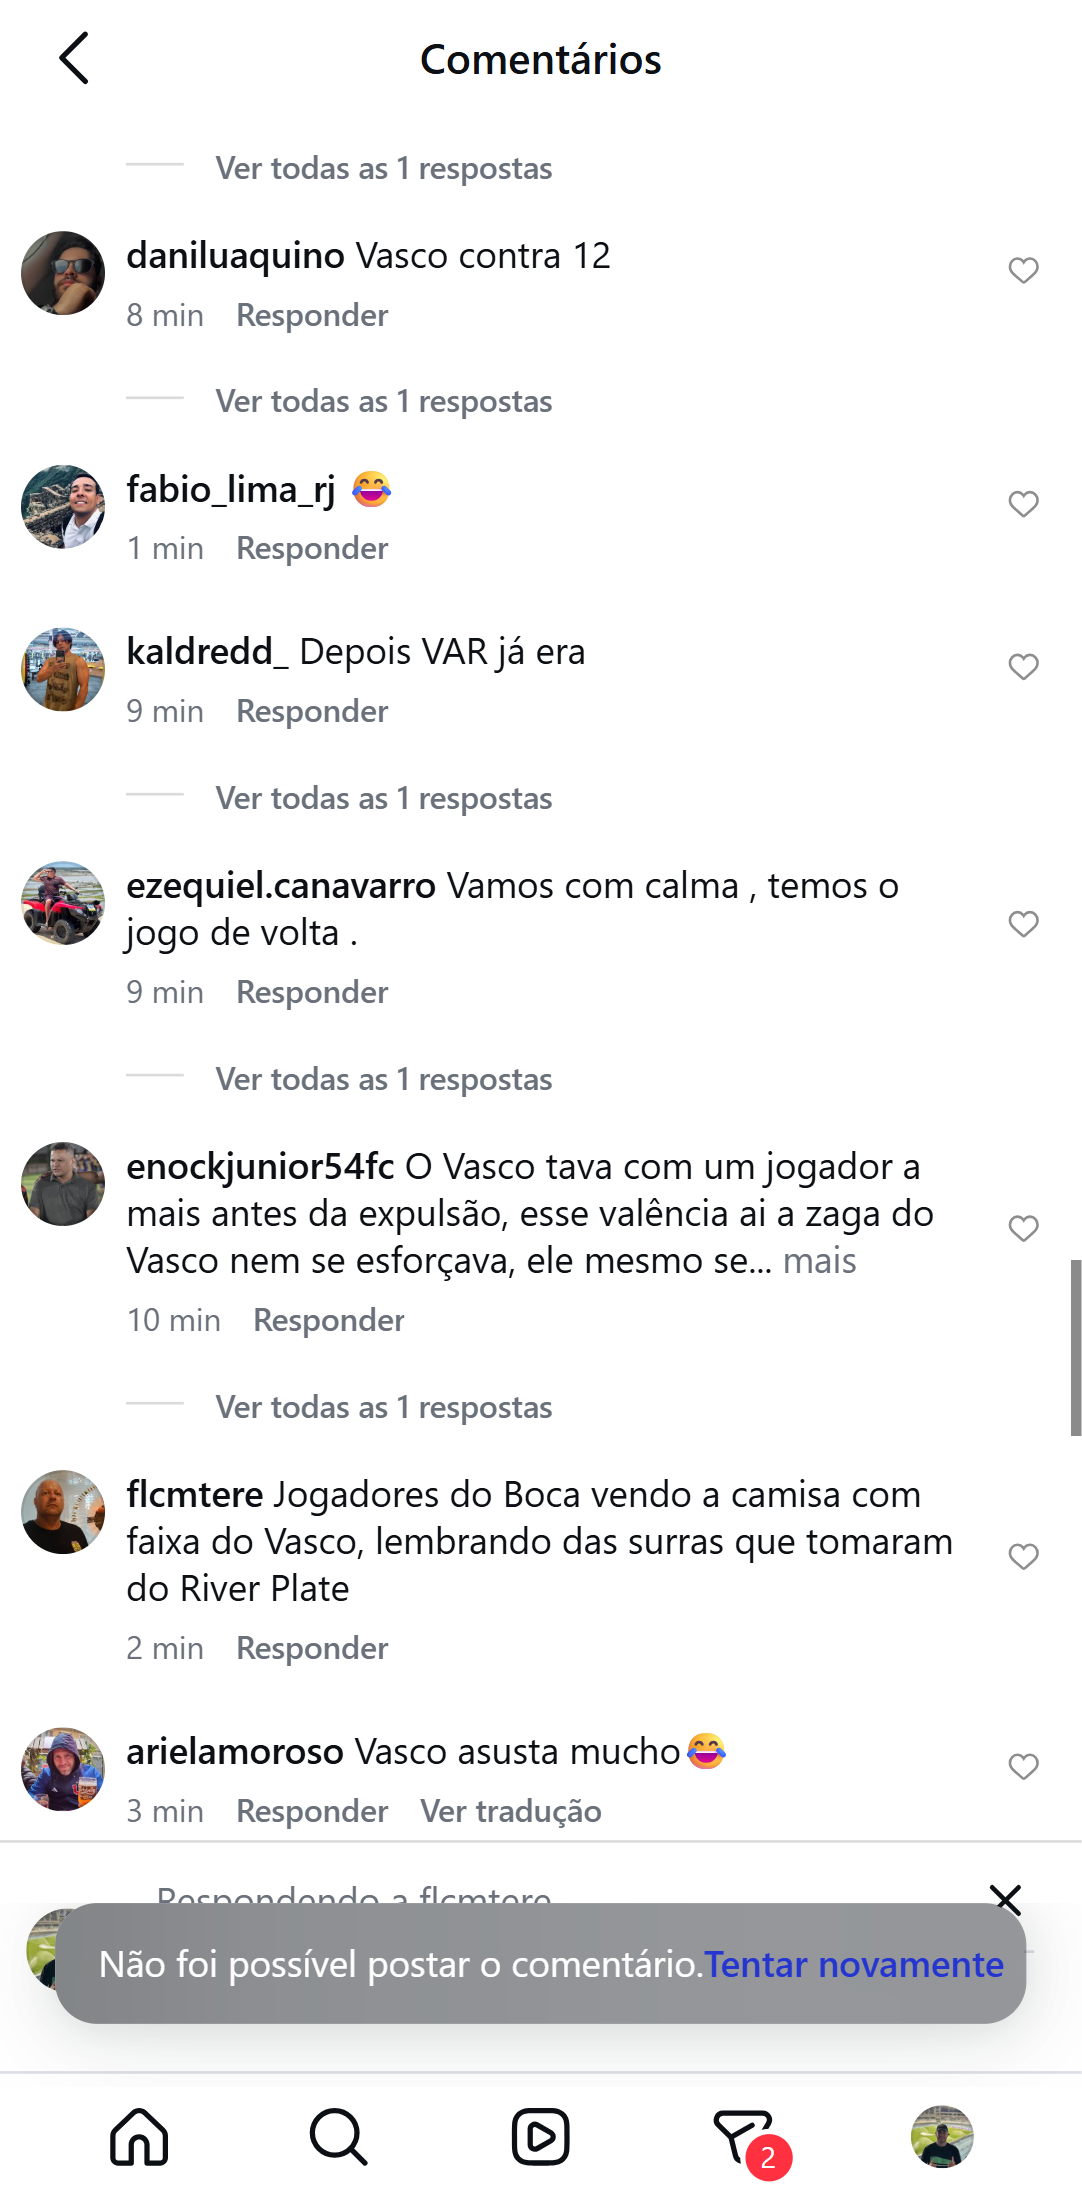 Comentários
Ver todas as 1 respostas
daniluaquino Vasco contra 12
8 min Responder
Ver todas as 1 respostas
fabio_lima_rj 😂
1 min Responder
kaldredd_ Depois VAR já era
9 min Responder
Ver todas as 1 respostas
ezequiel.canavarro Vamos com calma , temos o
jogo de volta .
9 min Responder
Ver todas as 1 respostas
enockjunior54fc O Vasco tava com um jogador a
mais antes da expulsão, esse valência ai a zaga do
Vasco nem se esforçava, ele mesmo se... mais
10 min Responder
Ver todas as 1 respostas
flcmtere Jogadores do Boca vendo a camisa com
faixa do Vasco, lembrando das surras que tomaram
do River Plate
2 min Responder
arielamoroso Vasco asusta mucho😂
3 min Responder Ver tradução
Respondendo a flcmtere
Não foi possível postar o comentário.Tentar novamente
2